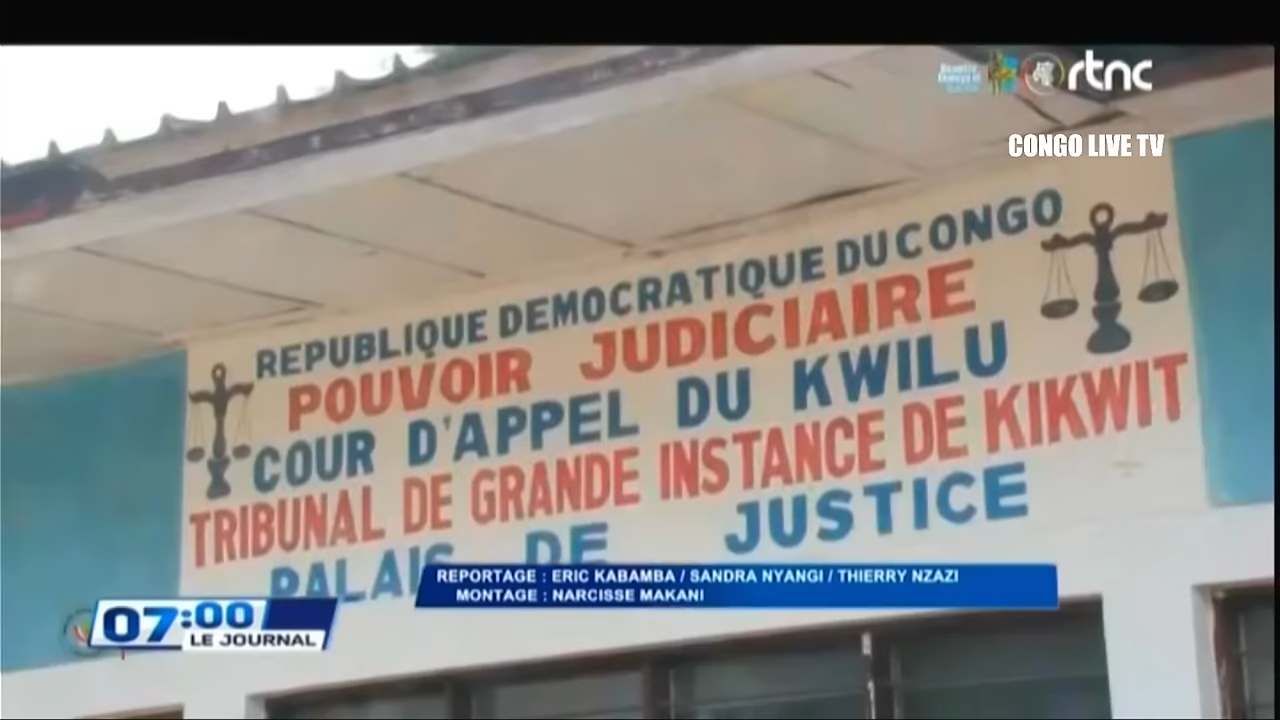 rtnc
CONGO LIVE TV
REPUBLIQUE DEMOCRATIQUE DU CONGO
POUVOIR JUDICIAIRE
COUR D'APPEL DU KWILU
TRIBUNAL DE GRANDE INSTANCE DE KIKWIT
PALAIS DE JUSTICE
REPORTAGE : ERIC KABAMBA / SANDRA NYANGI / THIERRY NZAZI
MONTAGE : NARCISSE MAKANI
07:00
LE JOURNAL